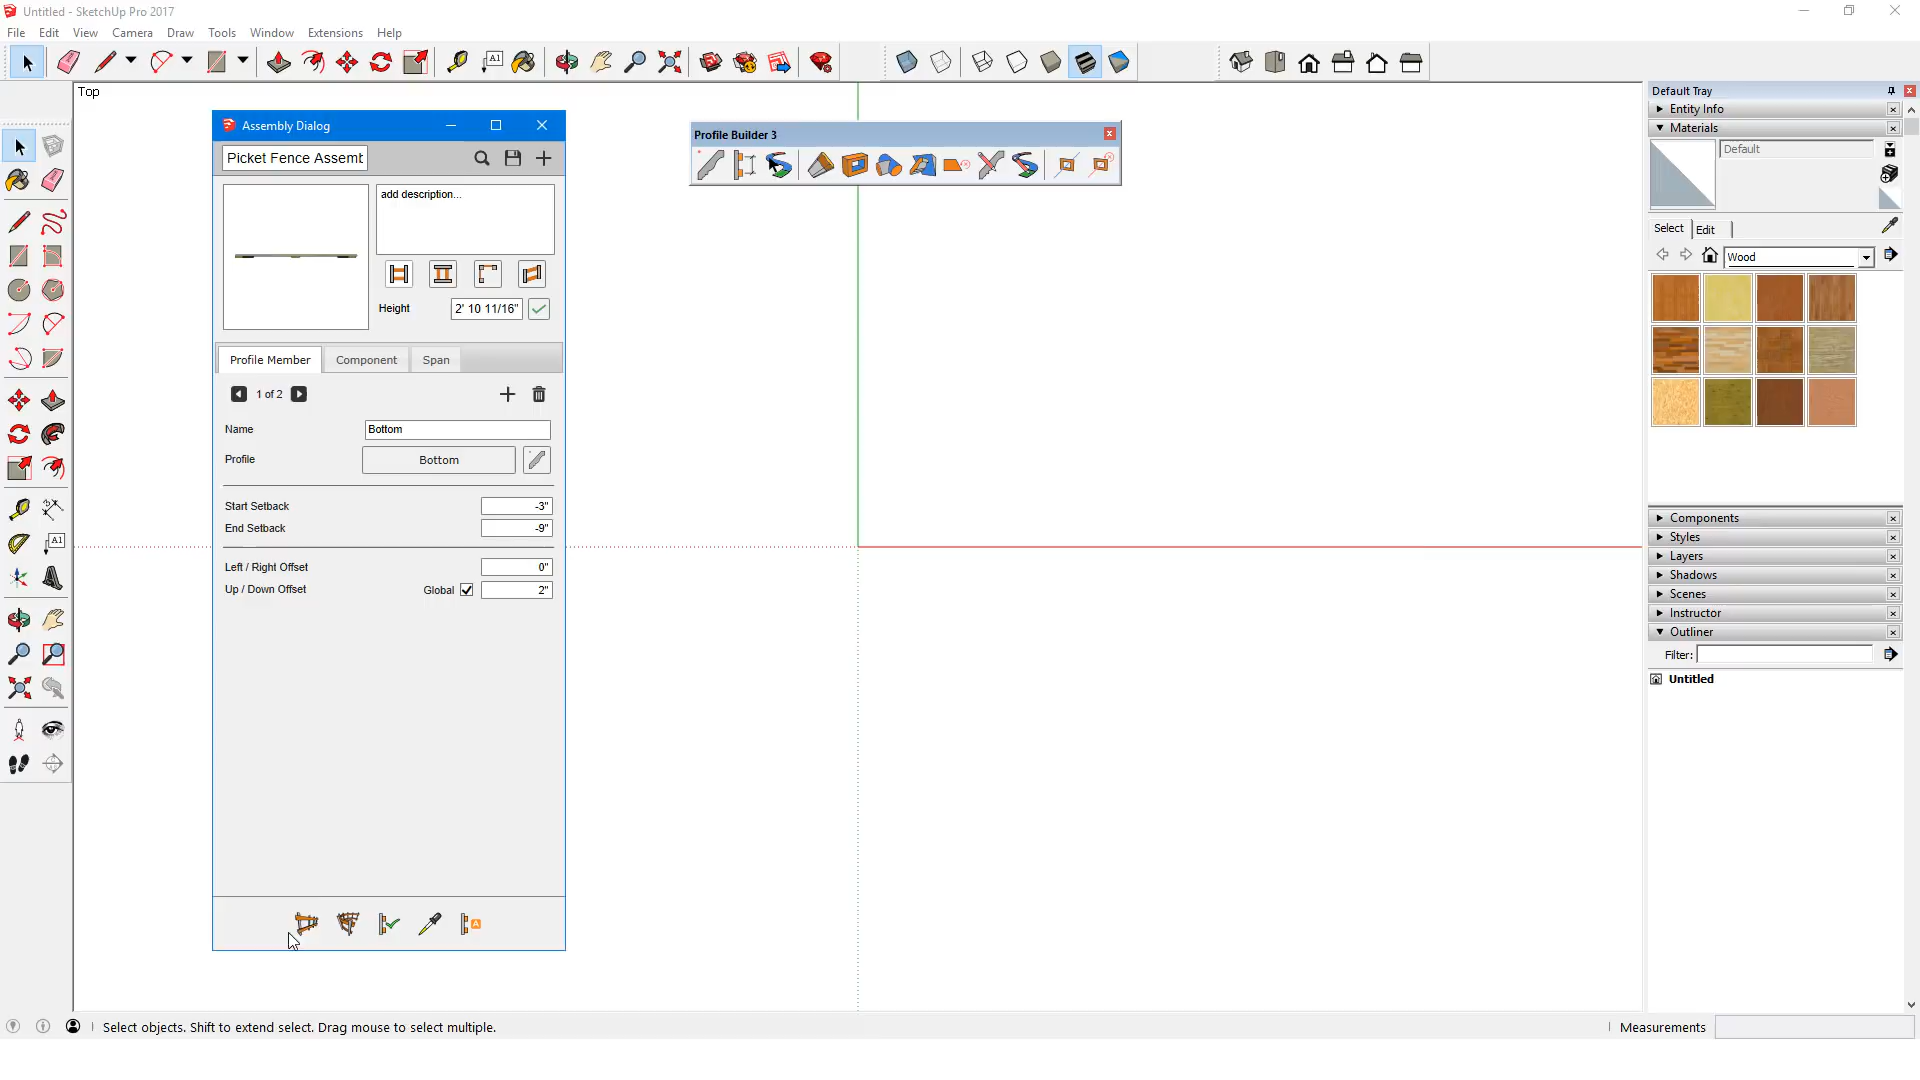 Untitled - SketchUp Pro 2017
File Edit View Camera Draw Tools Window Extensions Help
A1
Top
Assembly Dialog
Picket Fence Assemt
add description...
Height 2' 10 11/16"
Profile Member Component Span
1 of 2
Name Bottom
Profile Bottom
Start Setback -3"
End Setback -9"
Left / Right Offset 0"
Up / Down Offset Global 2"
A
Profile Builder 3
A1
Default Tray
Entity Info
Materials
Default
Select Edit
Wood
Components
Styles
Layers
Shadows
Scenes
Instructor
Outliner
Filter:
Untitled
Select objects. Shift to extend select. Drag mouse to select multiple.
Measurements